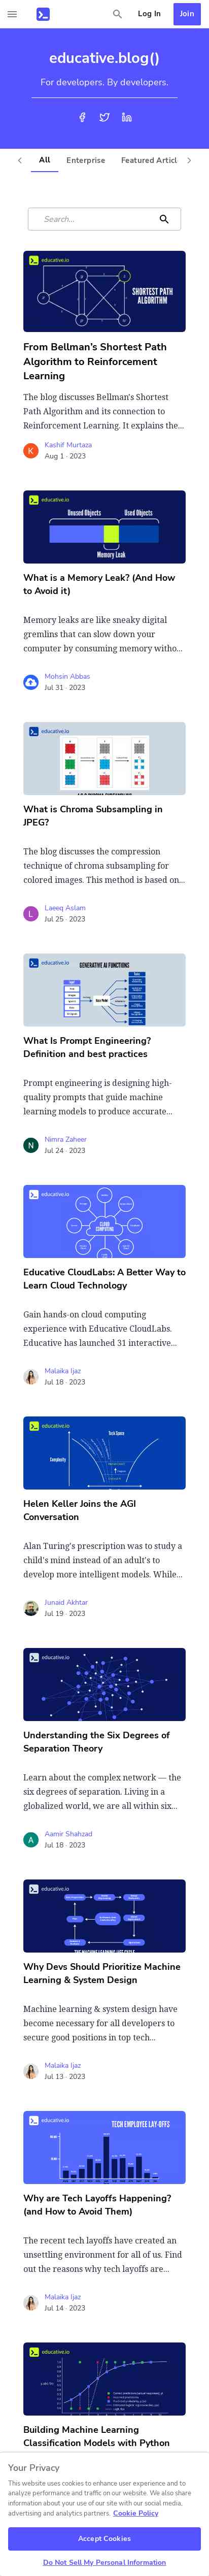 Log In
Join
educative.blog()
For developers. By developers.
All
Enterprise
Featured Articl
Search...
educative.io
SHORTEST PATH
ALGORITHM
From Bellman's Shortest Path
Algorithm to Reinforcement
Learning
The blog discusses Bellman's Shortest
Path Algorithm and its connection to
Reinforcement Learning. It explains the...
K
Kashif Murtaza
Aug 1 · 2023
educative.io
Unused Objects
Used Objects
Memory Leak
What is a Memory Leak? (And How
to Avoid it)
Memory leaks are like sneaky digital
gremlins that can slow down your
computer by consuming memory witho...
Mohsin Abbas
Jul 31 · 2023
educative.io
What is Chroma Subsampling in
JPEG?
The blog discusses the compression
technique of chroma subsampling for
colored images. This method is based on...
L
Laeeq Aslam
Jul 25 · 2023
educative.io
GENERATIVE AI FUNCTIONS
What Is Prompt Engineering?
Definition and best practices
Prompt engineering is designing high-
quality prompts that guide machine
learning models to produce accurate...
N
Nimra Zaheer
Jul 24 · 2023
educative.io
CLOUD
COMPUTING
Educative CloudLabs: A Better Way to
Learn Cloud Technology
Gain hands-on cloud computing
experience with Educative CloudLabs.
Educative has launched 31 interactive...
Malaika Ijaz
Jul 18 · 2023
educative.io
Tech Space
Complexity
Helen Keller Joins the AGI
Conversation
Alan Turing's prescription was to study a
child's mind instead of an adult's to
develop more intelligent models. While...
Junaid Akhtar
Jul 19 · 2023
educative.io
Understanding the Six Degrees of
Separation Theory
Learn about the complex network — the
six degrees of separation. Living in a
globalized world, we are all within six...
A
Aamir Shahzad
Jul 18 · 2023
educative.io
THE MACHINE LEARNING LIFE CYCLE
Why Devs Should Prioritize Machine
Learning & System Design
Machine learning & system design have
become necessary for all developers to
secure good positions in top tech...
Malaika Ijaz
Jul 13 · 2023
educative.io
TECH EMPLOYEE LAY-OFFS
Why are Tech Layoffs Happening?
(and How to Avoid Them)
The recent tech layoffs have created an
unsettling environment for all of us. Find
out the reasons why tech layoffs are...
Malaika Ijaz
Jul 14 · 2023
educative.io
Building Machine Learning
Classification Models with Python
Your Privacy
This website uses cookies to enhance user experience, and to
analyze performance and traffic on our website. We also share
information about your use of our site with our social media,
advertising and analytics partners. Cookie Policy
Accept Cookies
Do Not Sell My Personal Information